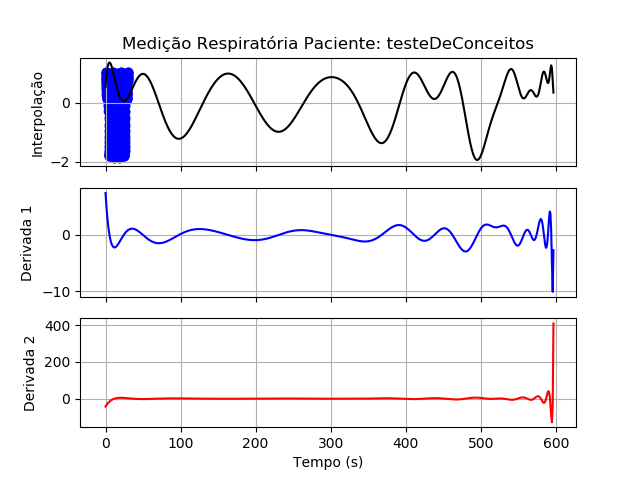 Medição Respiratória Paciente: testeDeConceitos
Interpolação
0
−2
Derivada 1
0
−10
Derivada 2
400
200
0
0 100 200 300 400 500 600
Tempo (s)